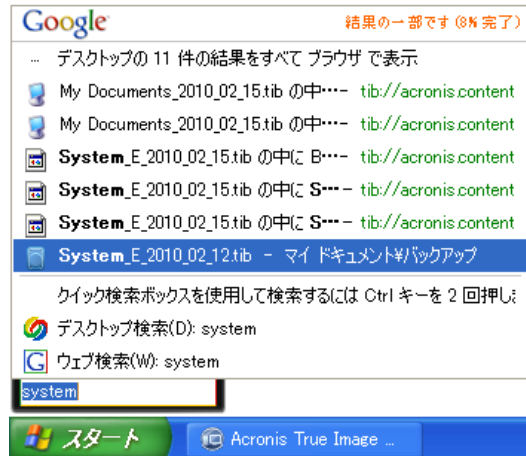 Google 結果の一部です (8% 完了)
... デスクトップの 11 件の結果をすべて ブラウザ で表示
My Documents_2010_02_15.tib の中…- tib://acronis.content
My Documents_2010_02_15.tib の中…- tib://acronis.content
System_E_2010_02_15.tib の中に B…- tib://acronis.content
System_E_2010_02_15.tib の中に S…- tib://acronis.content
System_E_2010_02_15.tib の中に S…- tib://acronis.content
System_E_2010_02_12.tib - マイ ドキュメント¥バックアップ
クイック検索ボックスを使用して検索するには Ctrl キーを 2 回押し
デスクトップ検索(D): system
ウェブ検索(W): system
system
スタート Acronis True Image ...